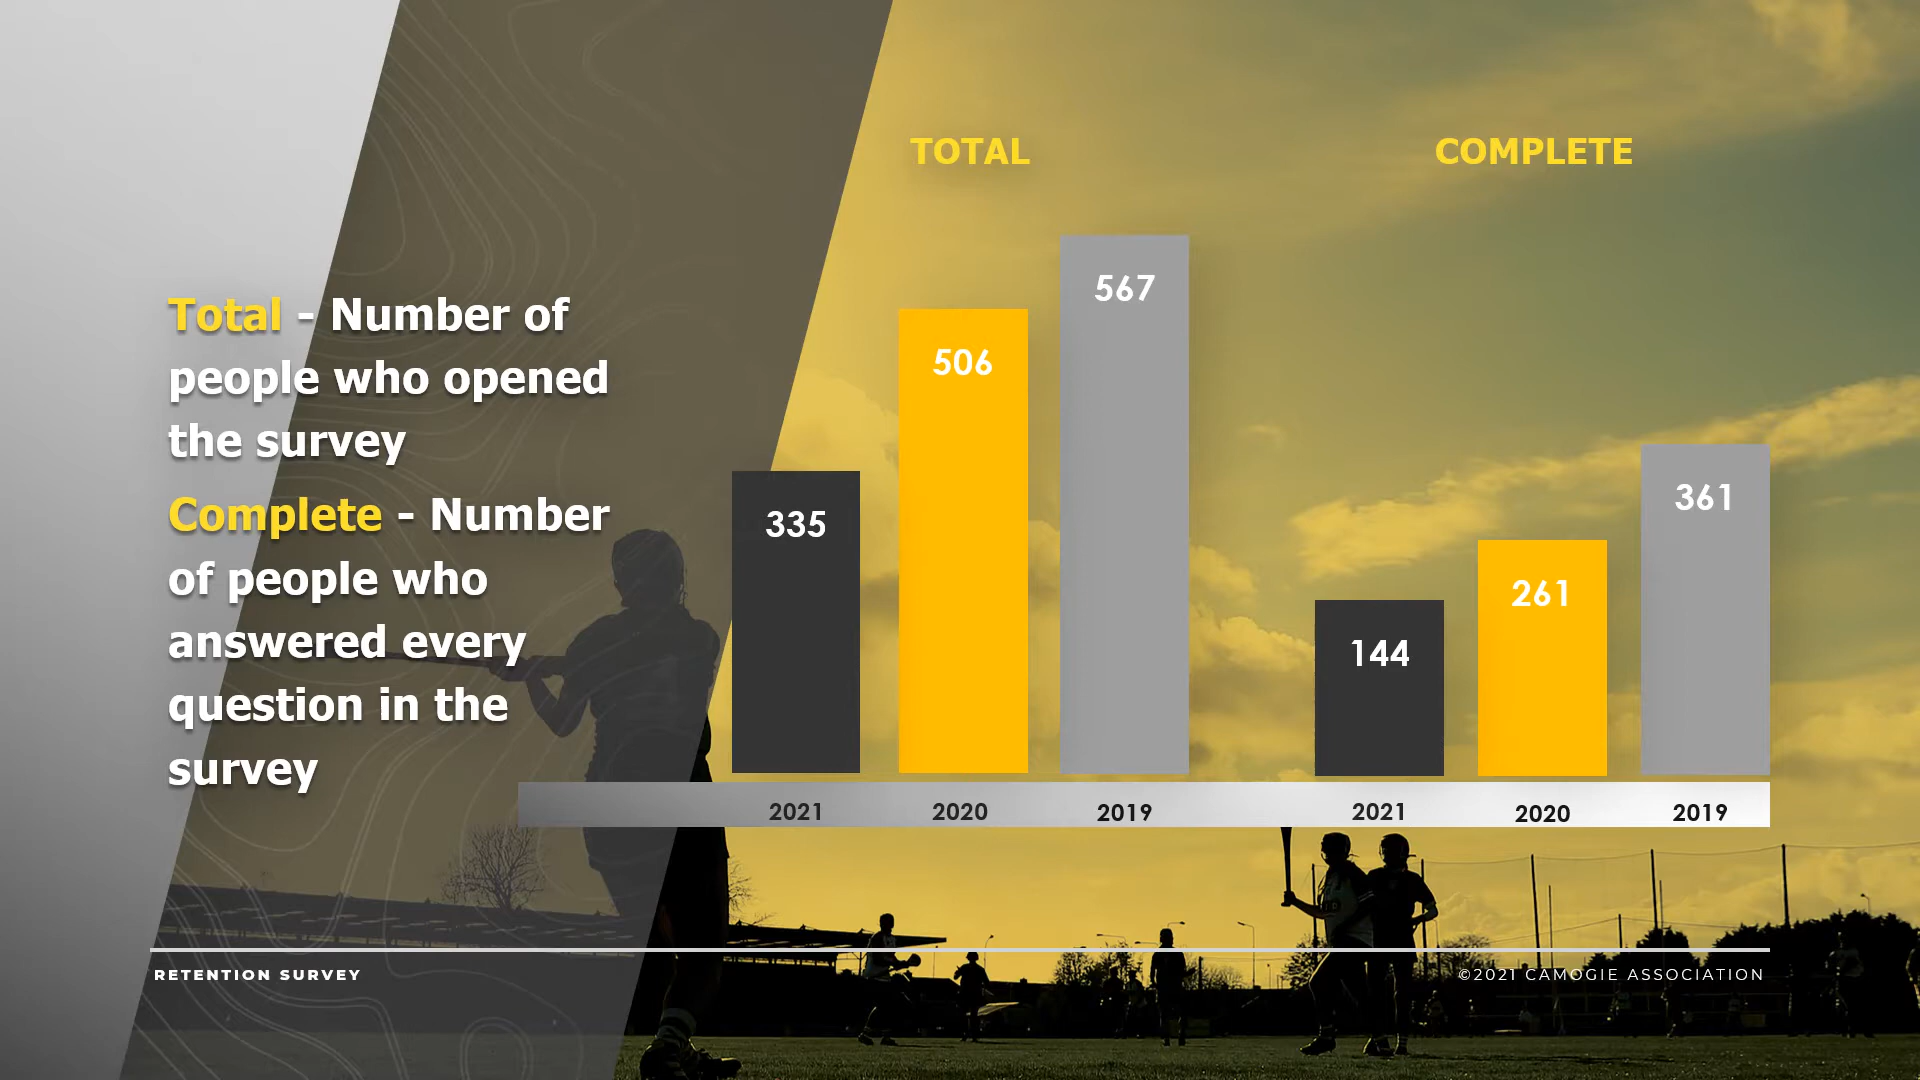 Total - Number of
people who opened
the survey
Complete - Number
of people who
answered every
question in the
survey
TOTAL
335
506
567
2021
2020
2019
COMPLETE
144
261
361
2021
2020
2019
RETENTION SURVEY
©2021 CAMOGIE ASSOCIATION